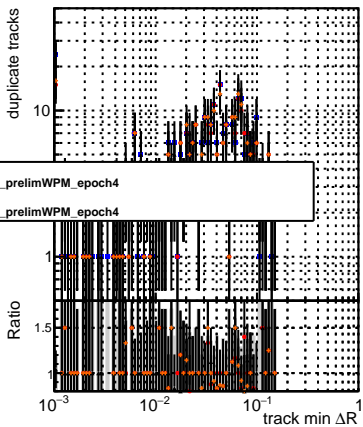 duplicate tracks
10
_prelimWPM_epoch4
_prelimWPM_epoch4
1
Ratio
1.5
1
10⁻³ 10⁻² 10⁻¹ 1
track min ΔR